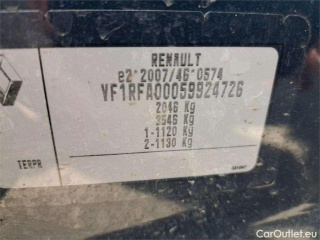 RENAULT
e2*2007/46*0574
VF1RFA00059924726
2046 Kg
3546 Kg
1-1120 Kg
2-1130 Kg
TERPR
CarOutlet.eu